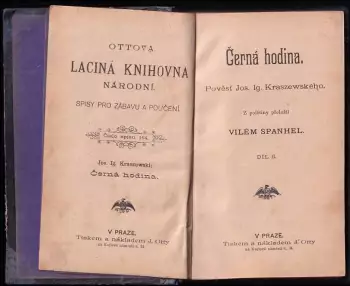 OTTOVA
LACINÁ KNIHOVNA
NÁRODNÍ.
SPISY PRO ZÁBAVU A POUČENÍ.
Jos. Ig. Kraszewski:
Černá hodina.
V PRAZE.
Tiskem a nákladem J. Otty
Černá hodina.
Pověsť Jos. Ig. Kraszewského.
Z polštiny přeložil
VILÉM SPANHEL.
DÍL II.
V PRAZE.
Tiskem a nákladem J. Otty